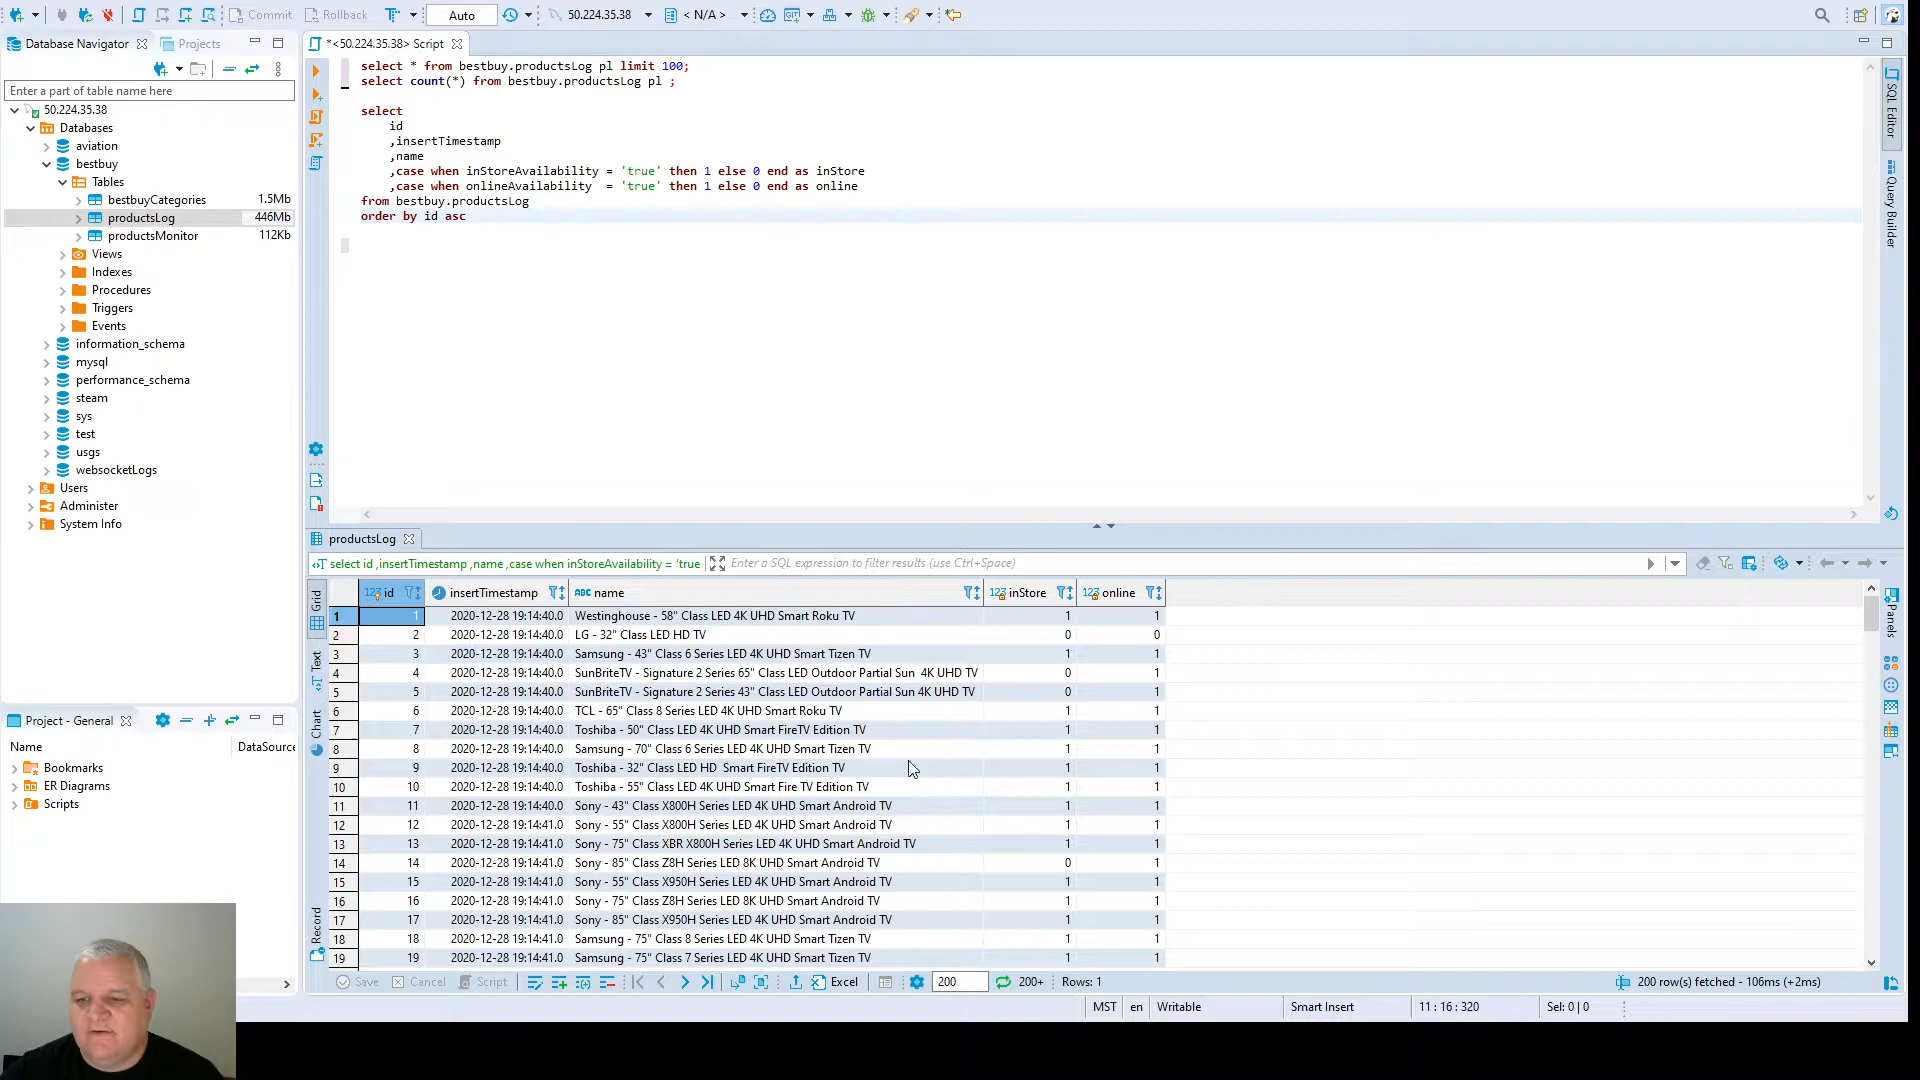 Commit
Rollback
Auto
50.224.35.38
< N/A >
Database Navigator
Projects
*<50.224.35.38> Script
Enter a part of table name here
50.224.35.38
Databases
aviation
bestbuy
Tables
bestbuyCategories 1.5Mb
productsLog 446Mb
productsMonitor 112Kb
Views
Indexes
Procedures
Triggers
Events
information_schema
mysql
performance_schema
steam
sys
test
usgs
websocketLogs
Users
Administer
System Info
select * from bestbuy.productsLog pl limit 100;
select count(*) from bestbuy.productsLog pl ;
select
id
,insertTimestamp
,name
,case when inStoreAvailability = 'true' then 1 else 0 end as inStore
,case when onlineAvailability  = 'true' then 1 else 0 end as online
from bestbuy.productsLog
order by id asc
SQL Editor
Query Builder
Project - General
Name DataSource
Bookmarks
ER Diagrams
Scripts
productsLog
select id ,insertTimestamp ,name ,case when inStoreAvailability = 'true
Enter a SQL expression to filter results (use Ctrl+Space)
Grid
Text
Chart
Record
Panels
123 id insertTimestamp ABC name 123 inStore 123 online
1 1 2020-12-28 19:14:40.0 Westinghouse - 58" Class LED 4K UHD Smart Roku TV 1 1
2 2 2020-12-28 19:14:40.0 LG - 32" Class LED HD TV 0 0
3 3 2020-12-28 19:14:40.0 Samsung - 43" Class 6 Series LED 4K UHD Smart Tizen TV 1 1
4 4 2020-12-28 19:14:40.0 SunBriteTV - Signature 2 Series 65" Class LED Outdoor Partial Sun  4K UHD TV 0 1
5 5 2020-12-28 19:14:40.0 SunBriteTV - Signature 2 Series 43" Class LED Outdoor Partial Sun 4K UHD TV 0 1
6 6 2020-12-28 19:14:40.0 TCL - 65" Class 8 Series LED 4K UHD Smart Roku TV 1 1
7 7 2020-12-28 19:14:40.0 Toshiba - 50" Class LED 4K UHD Smart FireTV Edition TV 1 1
8 8 2020-12-28 19:14:40.0 Samsung - 70" Class 6 Series LED 4K UHD Smart Tizen TV 1 1
9 9 2020-12-28 19:14:40.0 Toshiba - 32" Class LED HD  Smart FireTV Edition TV 1 1
10 10 2020-12-28 19:14:40.0 Toshiba - 55" Class LED 4K UHD Smart Fire TV Edition TV 1 1
11 11 2020-12-28 19:14:40.0 Sony - 43" Class X800H Series LED 4K UHD Smart Android TV 1 1
12 12 2020-12-28 19:14:41.0 Sony - 55" Class X800H Series LED 4K UHD Smart Android TV 1 1
13 13 2020-12-28 19:14:41.0 Sony - 75" Class XBR X800H Series LED 4K UHD Smart Android TV 1 1
14 14 2020-12-28 19:14:41.0 Sony - 85" Class Z8H Series LED 8K UHD Smart Android TV 0 1
15 15 2020-12-28 19:14:41.0 Sony - 55" Class X950H Series LED 4K UHD Smart Android TV 1 1
16 16 2020-12-28 19:14:41.0 Sony - 75" Class Z8H Series LED 8K UHD Smart Android TV 1 1
17 17 2020-12-28 19:14:41.0 Sony - 85" Class X950H Series LED 4K UHD Smart Android TV 1 1
18 18 2020-12-28 19:14:41.0 Samsung - 75" Class 8 Series LED 4K UHD Smart Tizen TV 1 1
19 19 2020-12-28 19:14:41.0 Samsung - 75" Class 7 Series LED 4K UHD Smart Tizen TV 1 1
Save Cancel Script Excel 200 200+ Rows: 1 200 row(s) fetched - 106ms (+2ms)
MST en Writable Smart Insert 11 : 16 : 320 Sel: 0 | 0